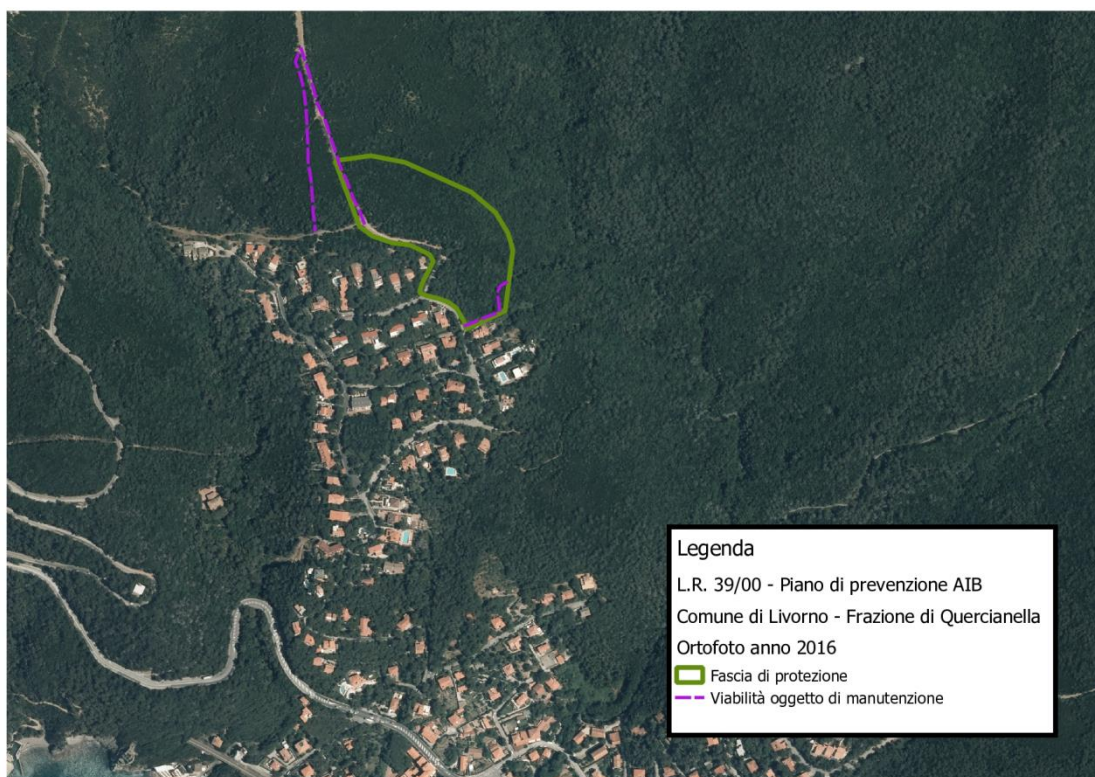 Legenda
L.R. 39/00 - Piano di prevenzione AIB
Comune di Livorno - Frazione di Quercianella
Ortofoto anno 2016
Fascia di protezione
Viabilità oggetto di manutenzione